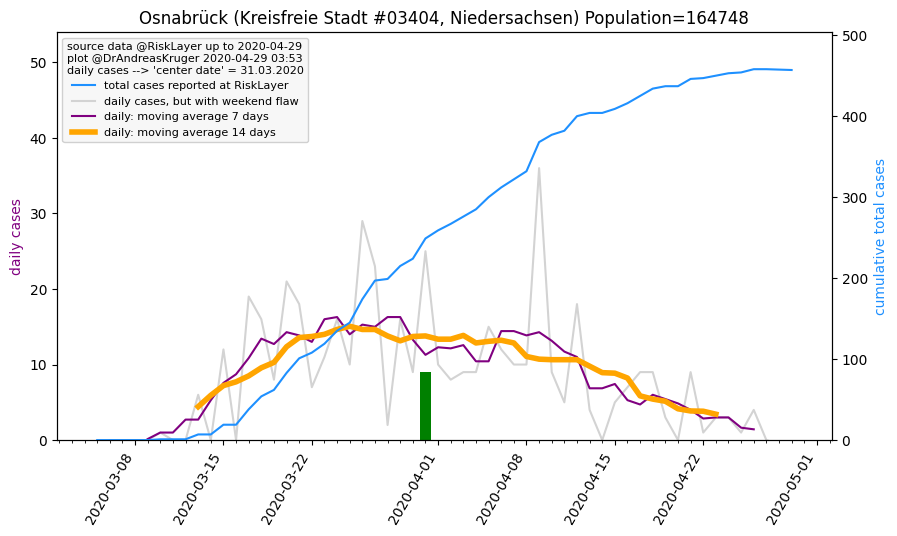 Osnabrück (Kreisfreie Stadt #03404, Niedersachsen) Population=164748
source data @RiskLayer up to 2020-04-29
plot @DrAndreasKruger 2020-04-29 03:53
daily cases --> 'center date' = 31.03.2020
total cases reported at RiskLayer
daily cases, but with weekend flaw
daily: moving average 7 days
daily: moving average 14 days
daily cases
50
40
30
20
10
0
cumulative total cases
500
400
300
200
100
0
2020-03-08
2020-03-15
2020-03-22
2020-04-01
2020-04-08
2020-04-15
2020-04-22
2020-05-01